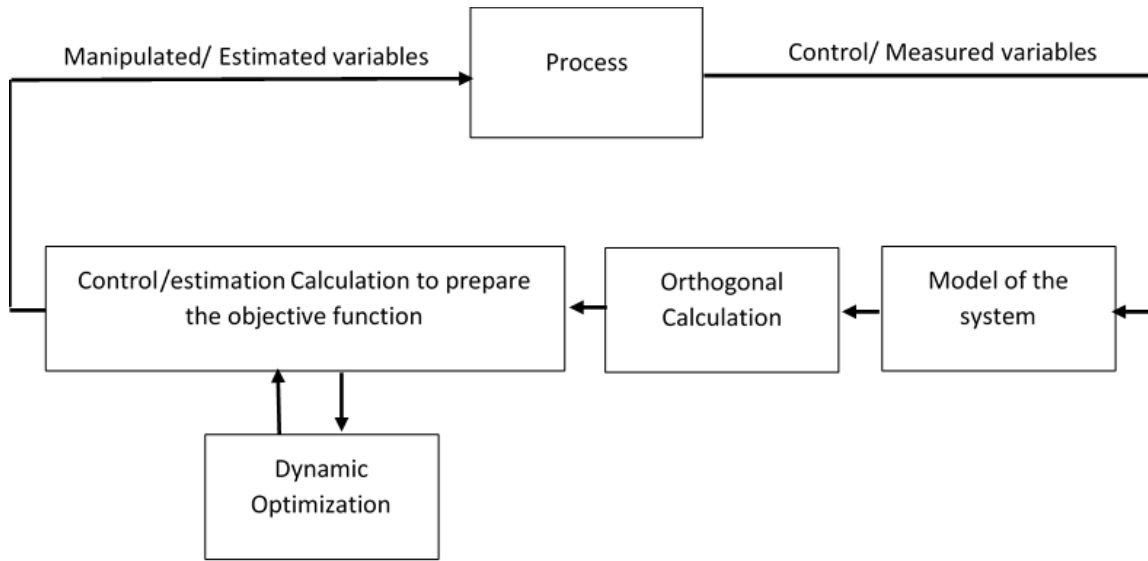 Manipulated/ Estimated variables
Process
Control/ Measured variables
Control/estimation Calculation to prepare
the objective function
Orthogonal
Calculation
Model of the
system
Dynamic
Optimization